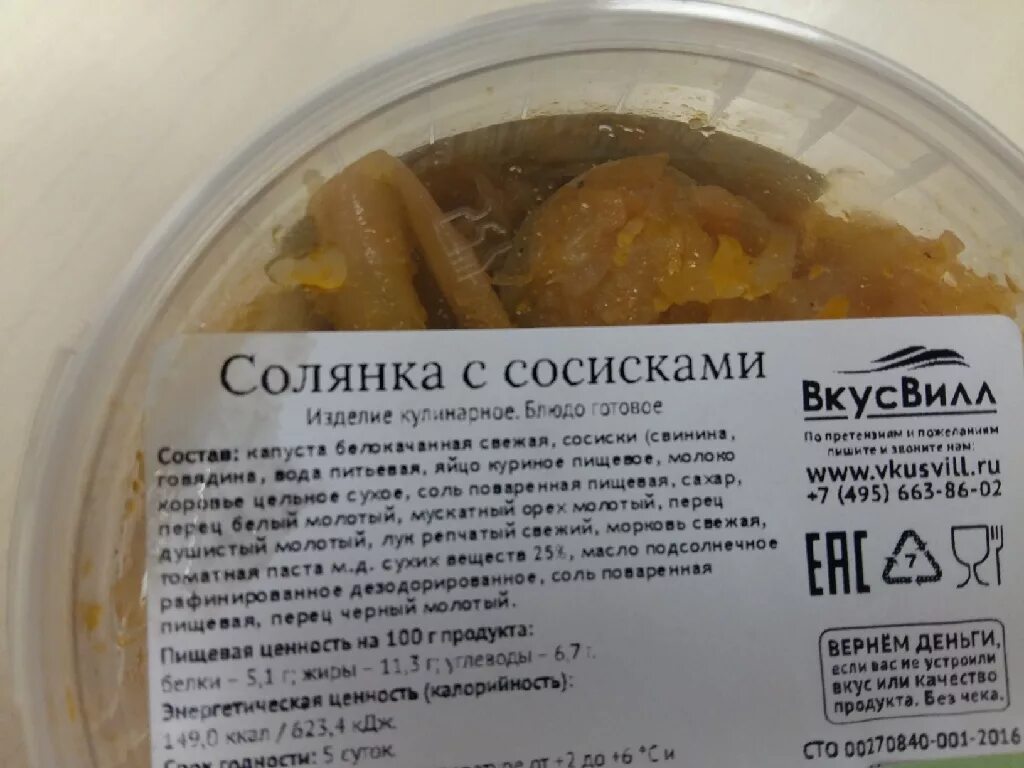 Солянка с сосисками
Изделие кулинарное. Блюдо готовое
Состав: капуста белокачанная свежая, сосиски (свинина,
говядина, вода питьевая, яйцо куриное пищевое, молоко
коровье цельное сухое, соль поваренная пищевая, сахар,
перец белый молотый, мускатный орех молотый, перец
душистый молотый, лук репчатый свежий, морковь свежая,
томатная паста м.д. сухих веществ 25%, масло подсолнечное
рафинированное дезодорированное, соль поваренная
пищевая, перец черный молотый.
Пищевая ценность на 100 г продукта:
белки – 5,1 г; жиры – 11,3 г; углеводы – 6,7 г.
Энергетическая ценность (калорийность):
149,0 ккал / 623,4 кДж.
Срок годности: 5 суток
от +2 до +6 °С и
ВкусВилл
По претензиям и пожеланиям
пишите и звоните нам:
www.vkusvill.ru
+7 (495) 663-86-02
EAC
7
ВЕРНЁМ ДЕНЬГИ,
если вас не устроили
вкус или качество
продукта. Без чека.
СТО 00270840-001-2016